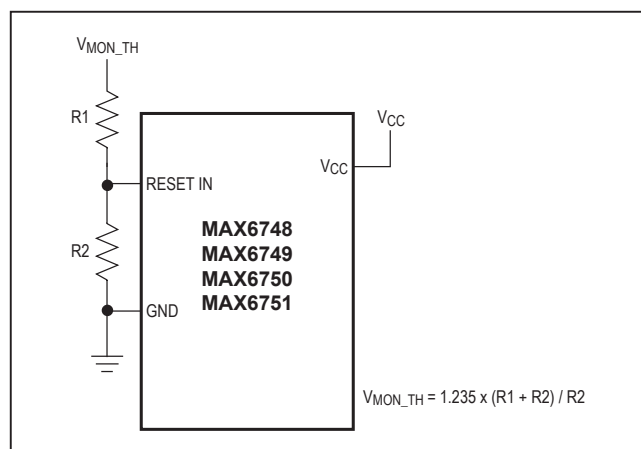 VMON_TH
R1
VCC
VCC
RESET IN
R2
MAX6748
MAX6749
MAX6750
MAX6751
GND
VMON_TH = 1.235 x (R1 + R2) / R2